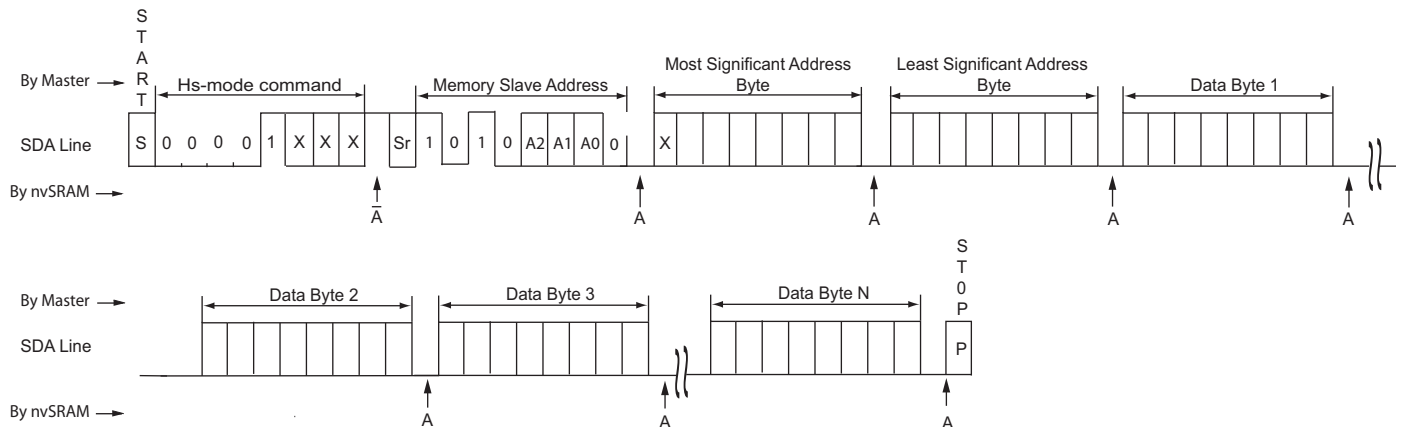 S
T
A
R
T
By Master
Hs-mode command
Memory Slave Address
Most Significant Address
Byte
Least Significant Address
Byte
Data Byte 1
SDA Line
S 0 0 0 0 1 X X X Sr 1 0 1 0 A2 A1 A0 0 X
By nvSRAM
A̅ A A A A
S
T
0
P
By Master
Data Byte 2
Data Byte 3
Data Byte N
SDA Line
P
By nvSRAM
A A A